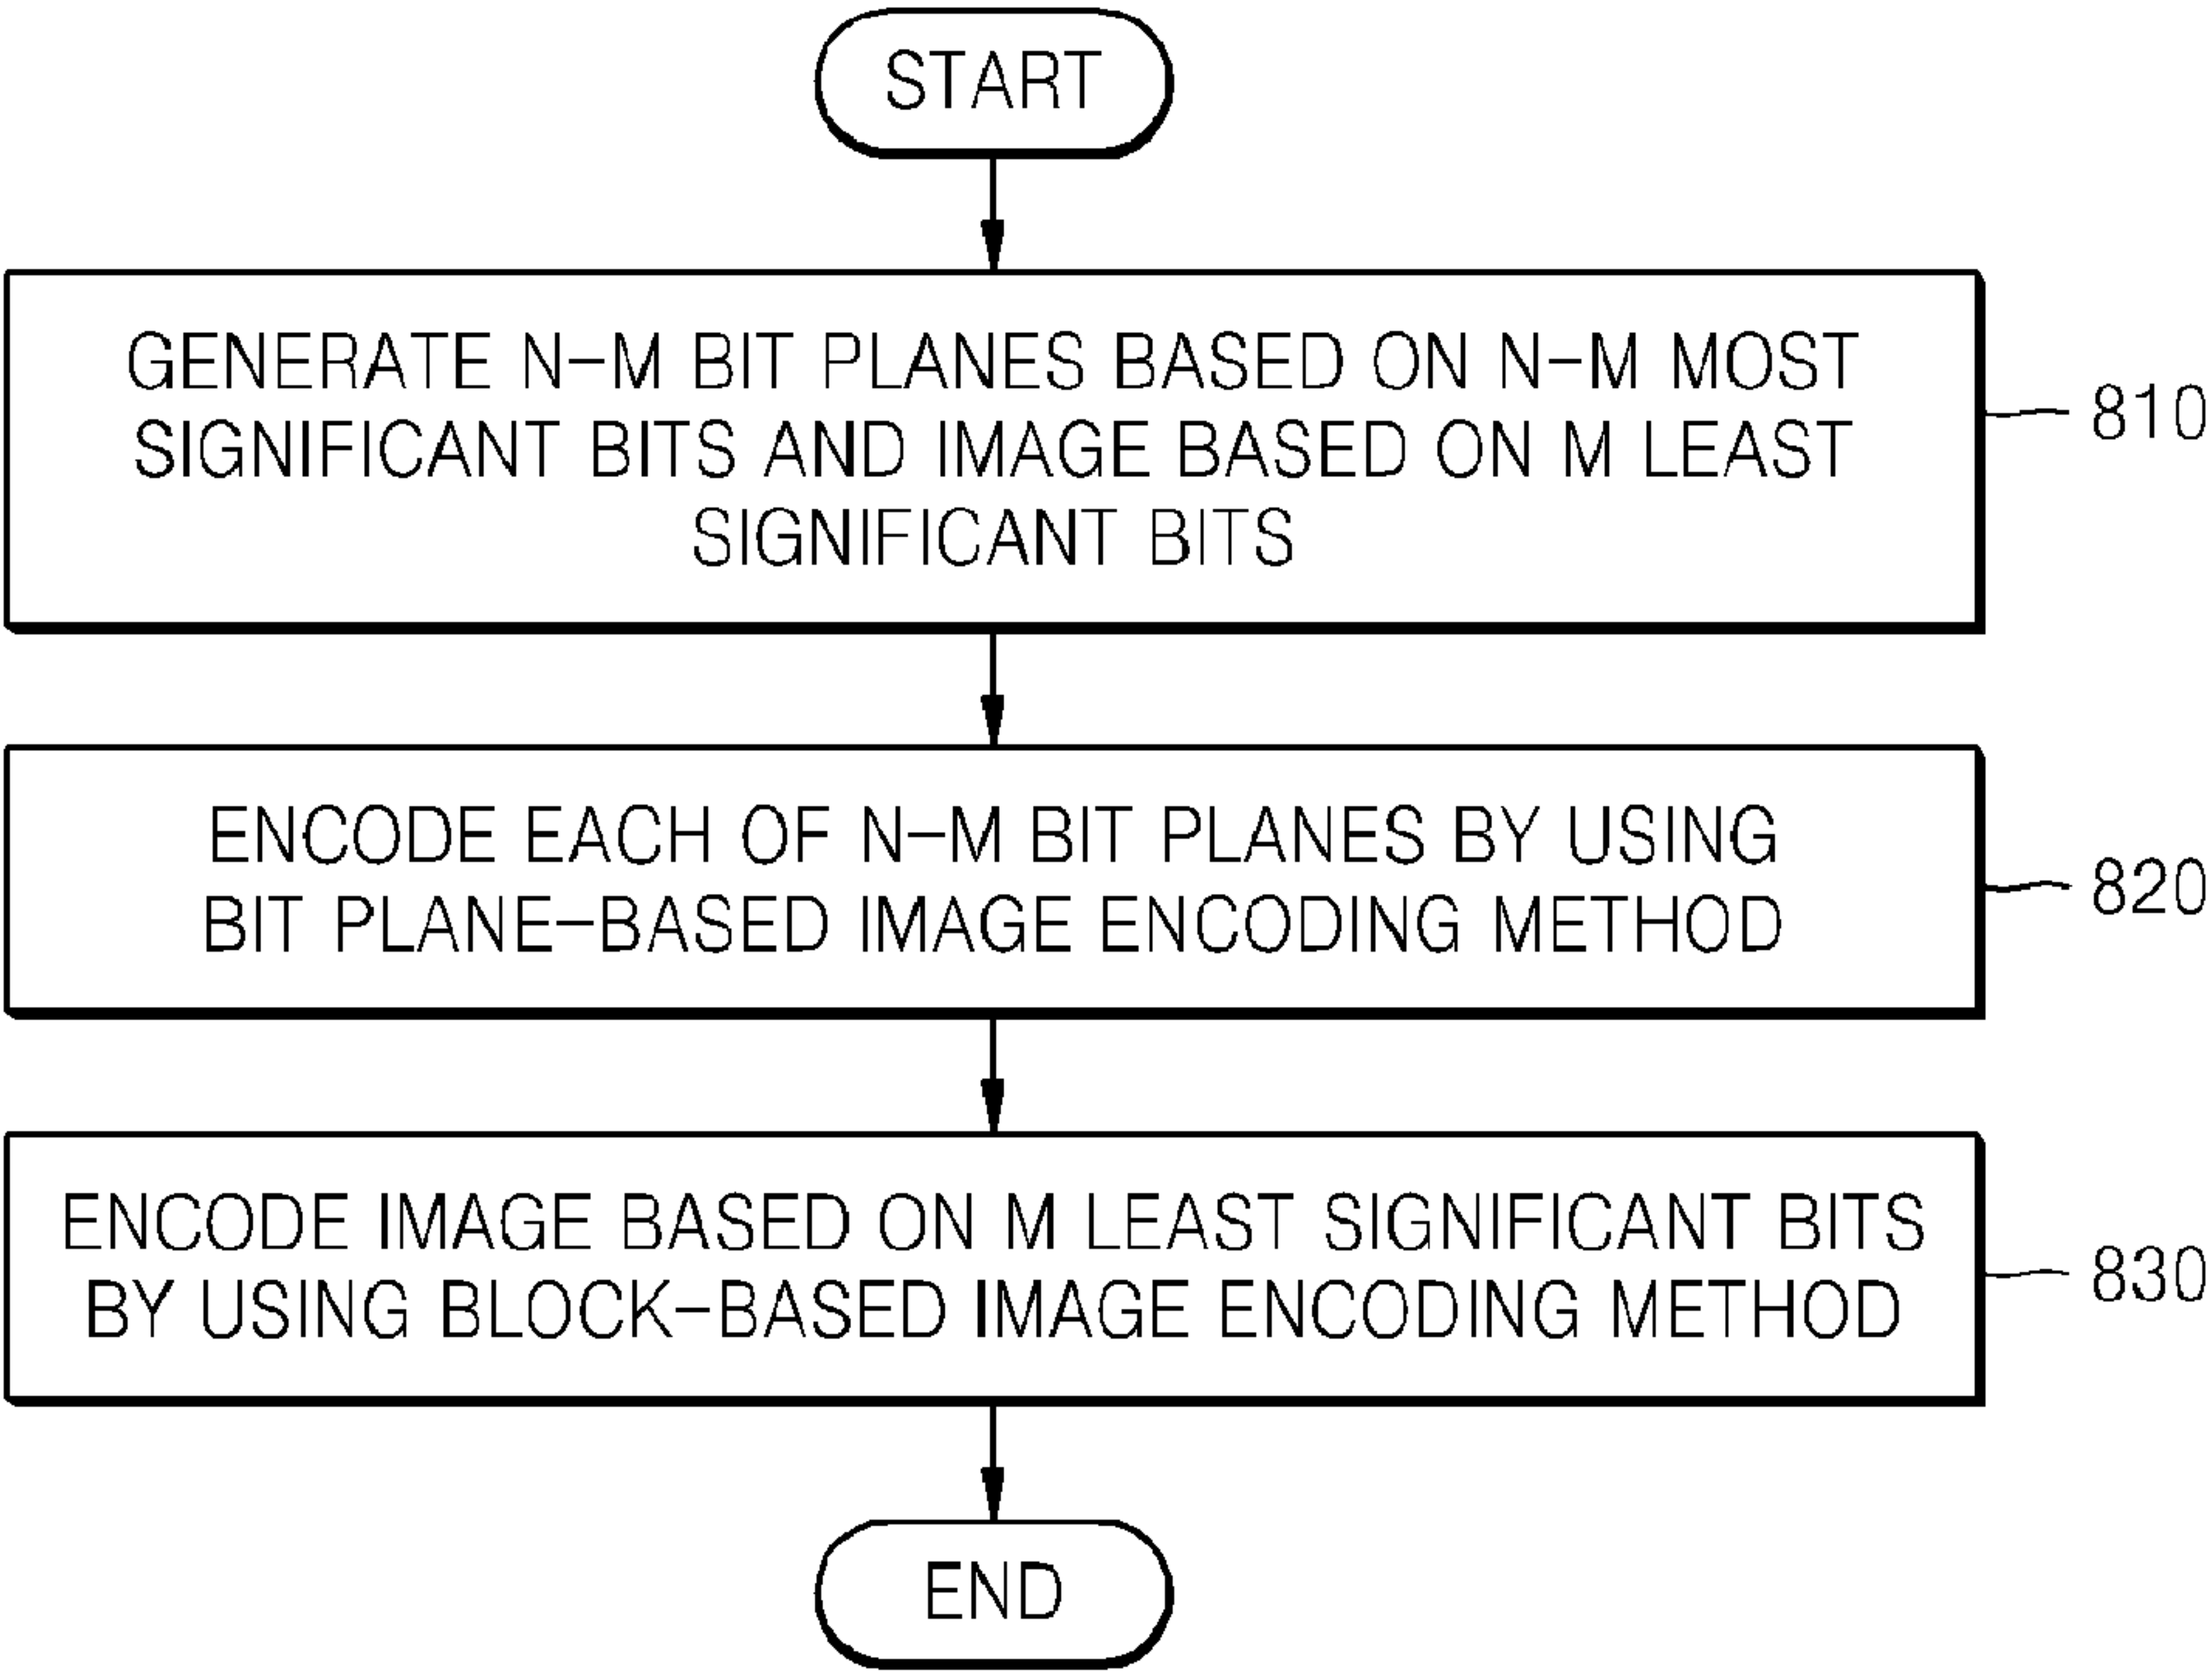 START
GENERATE N-M BIT PLANES BASED ON N-M MOST
SIGNIFICANT BITS AND IMAGE BASED ON M LEAST
SIGNIFICANT BITS
810
ENCODE EACH OF N-M BIT PLANES BY USING
BIT PLANE-BASED IMAGE ENCODING METHOD
820
ENCODE IMAGE BASED ON M LEAST SIGNIFICANT BITS
BY USING BLOCK-BASED IMAGE ENCODING METHOD
830
END